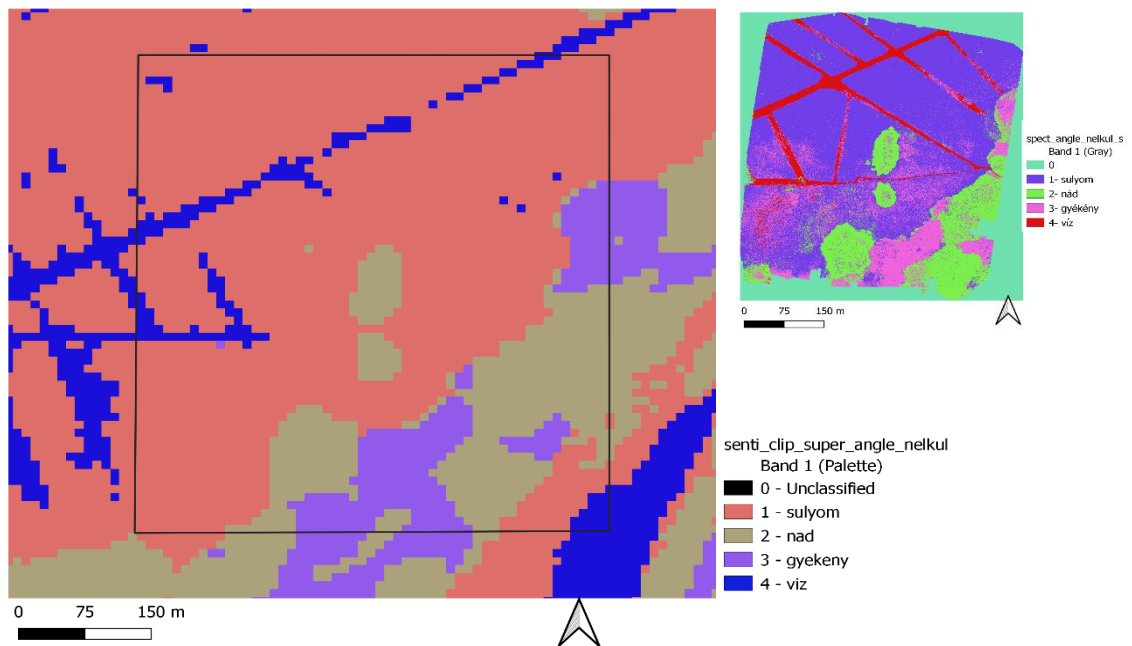 spect_angle_nelkul_s
Band 1 (Gray)
0
1- sulyom
2- nád
3- gyékény
4- víz
0 75 150 m
senti_clip_super_angle_nelkul
Band 1 (Palette)
0 - Unclassified
1 - sulyom
2 - nad
3 - gyekeny
4 - viz
0 75 150 m